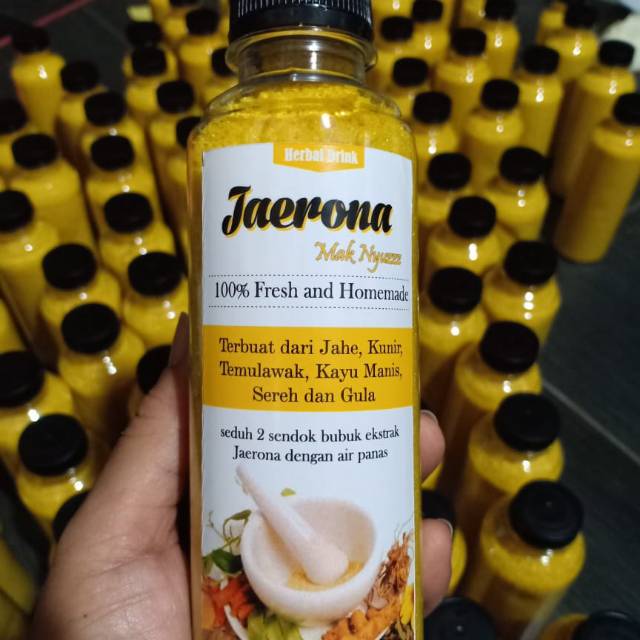 Herbal Drink
Jaerona
Mak Nyuzzz
100% Fresh and Homemade
Terbuat dari Jahe, Kunir,
Temulawak, Kayu Manis,
Sereh dan Gula
seduh 2 sendok bubuk ekstrak
Jaerona dengan air panas